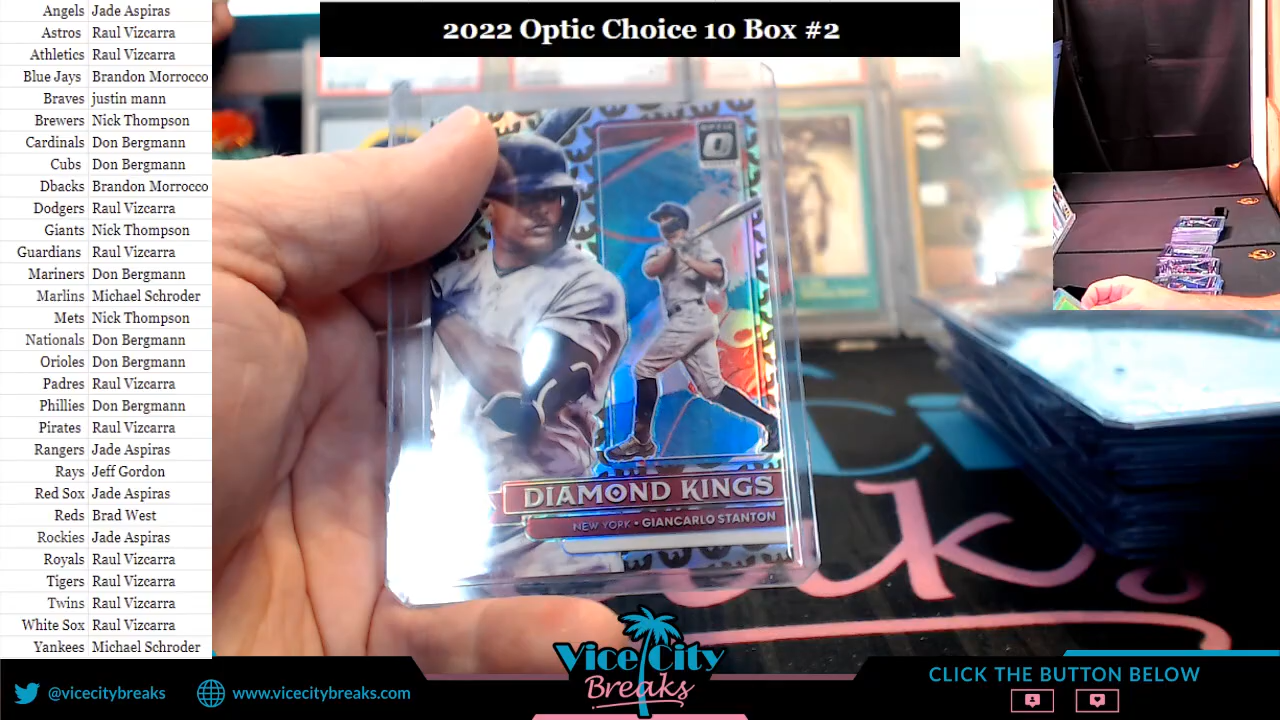 2022 Optic Choice 10 Box #2
Angels Jade Aspiras
Astros Raul Vizcarra
Athletics Raul Vizcarra
Blue Jays Brandon Morrocco
Braves justin mann
Brewers Nick Thompson
Cardinals Don Bergmann
Cubs Don Bergmann
Dbacks Brandon Morrocco
Dodgers Raul Vizcarra
Giants Nick Thompson
Guardians Raul Vizcarra
Mariners Don Bergmann
Marlins Michael Schroder
Mets Nick Thompson
Nationals Don Bergmann
Orioles Don Bergmann
Padres Raul Vizcarra
Phillies Don Bergmann
Pirates Raul Vizcarra
Rangers Jade Aspiras
Rays Jeff Gordon
Red Sox Jade Aspiras
Reds Brad West
Rockies Jade Aspiras
Royals Raul Vizcarra
Tigers Raul Vizcarra
Twins Raul Vizcarra
White Sox Raul Vizcarra
Yankees Michael Schroder
DIAMOND KINGS
NEW YORK • GIANCARLO STANTON
@vicecitybreaks
www.vicecitybreaks.com
Vice City
Breaks
CLICK THE BUTTON BELOW